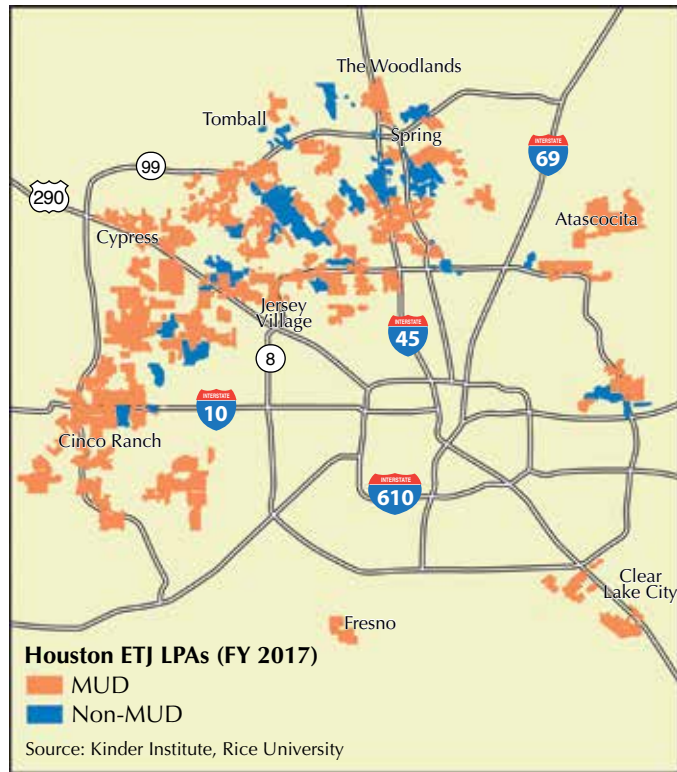 The Woodlands
Tomball
Spring
INTERSTATE
69
99
290
Atascocita
Cypress
Jersey
Village
INTERSTATE
45
8
INTERSTATE
10
Cinco Ranch
INTERSTATE
610
Clear
Lake City
Fresno
Houston ETJ LPAs (FY 2017)
MUD
Non-MUD
Source: Kinder Institute, Rice University